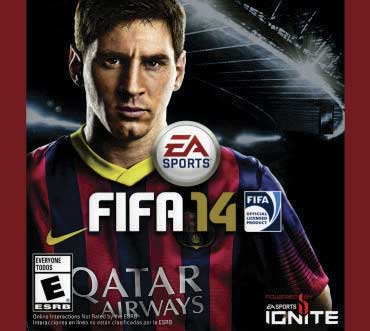 EA
SPORTS
FIFA 14
FIFA
OFFICIAL
LICENSED
PRODUCT
EVERYONE
TODOS
E
ESRB
QATAR
AIRWAYS
Online Interactions Not Rated by the ESRB
Interacciones en línea no están clasificadas por la ESRB
POWERED BY
EA SPORTS
IGNITE